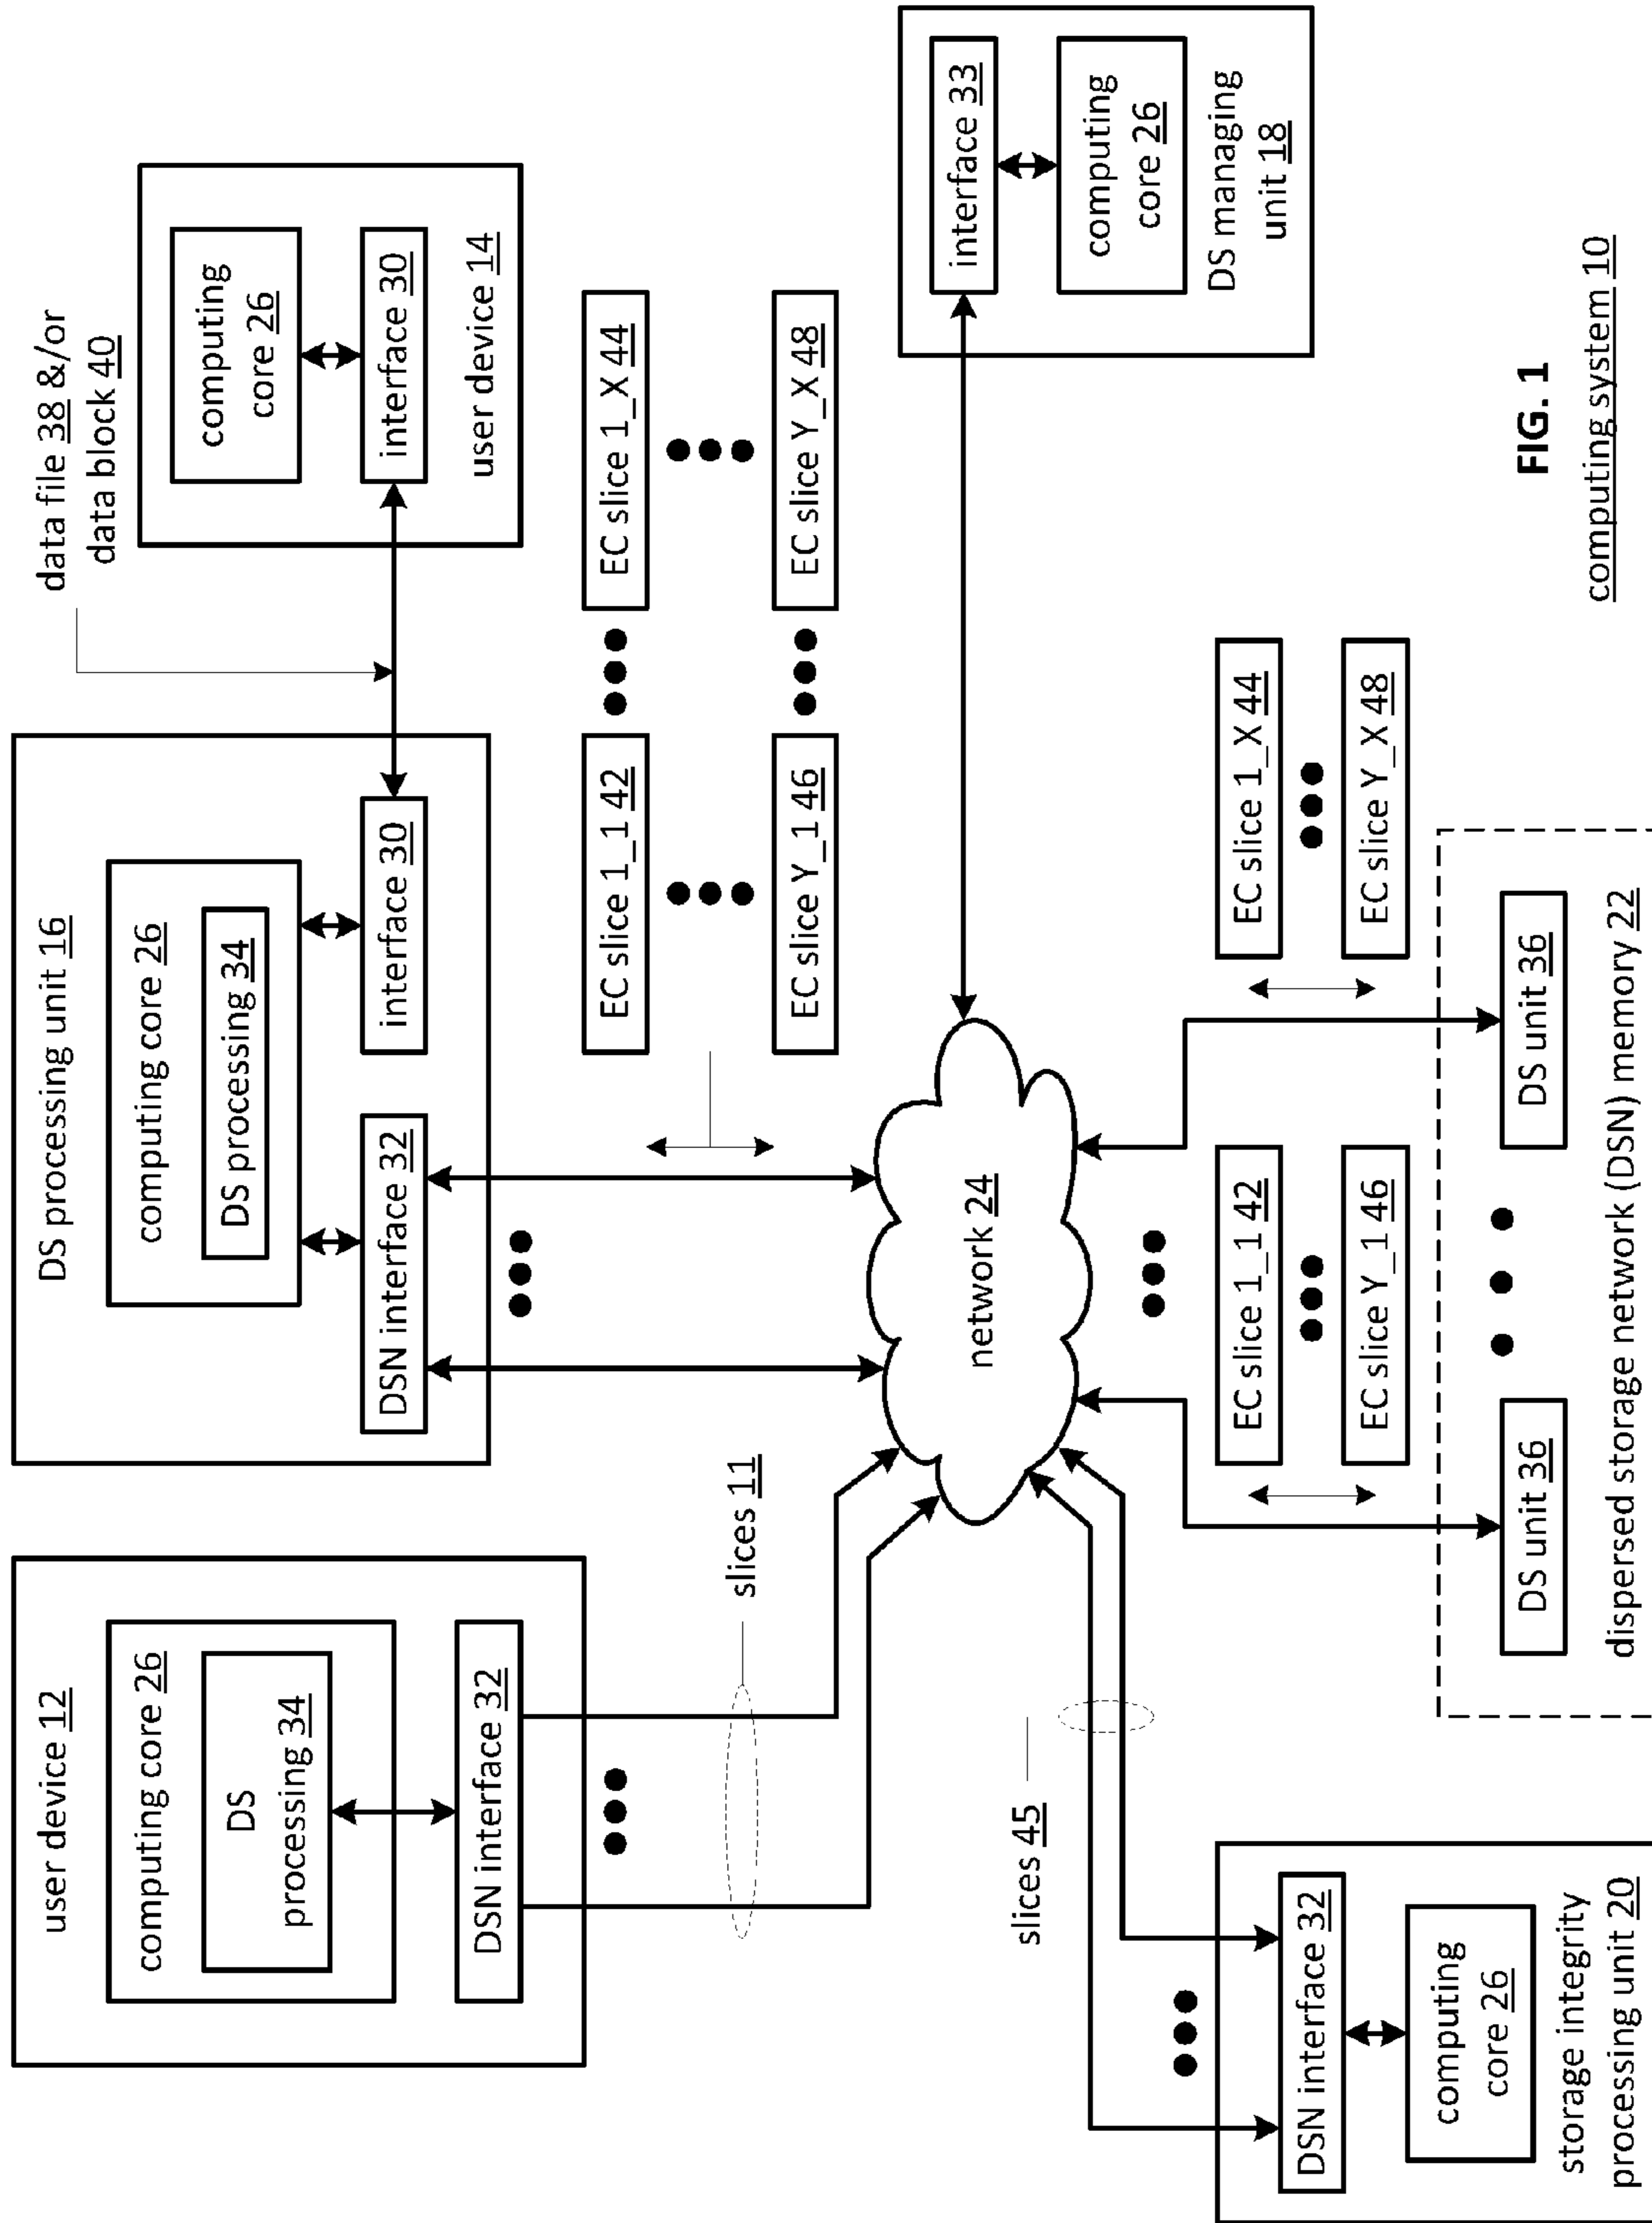 user device 12
computing core 26
DS
processing 34
DSN interface 32
slices 11
DS processing unit 16
computing core 26
DS processing 34
DSN interface 32
interface 30
data file 38 &/or
data block 40
computing
core 26
interface 30
user device 14
EC slice 1_1 42
EC slice 1_X 44
EC slice Y_1 46
EC slice Y_X 48
network 24
interface 33
computing
core 26
DS managing
unit 18
slices 45
DSN interface 32
computing
core 26
storage integrity
processing unit 20
EC slice 1_1 42
EC slice Y_1 46
EC slice 1_X 44
EC slice Y_X 48
DS unit 36
DS unit 36
dispersed storage network (DSN) memory 22
FIG. 1
computing system 10